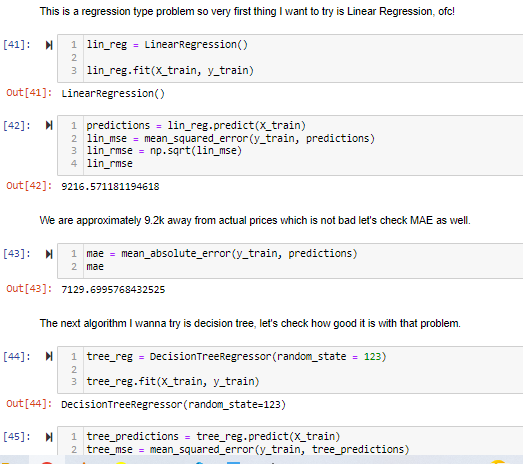 This is a regression type problem so very first thing I want to try is Linear Regression, ofc!
[41]: 1 lin_reg = LinearRegression()
2
3 lin_reg.fit(X_train, y_train)
Out[41]: LinearRegression()
[42]: 1 predictions = lin_reg.predict(X_train)
2 lin_mse = mean_squared_error(y_train, predictions)
3 lin_rmse = np.sqrt(lin_mse)
4 lin_rmse
Out[42]: 9216.571181194618
We are approximately 9.2k away from actual prices which is not bad let's check MAE as well.
[43]: 1 mae = mean_absolute_error(y_train, predictions)
2 mae
Out[43]: 7129.6995768432525
The next algorithm I wanna try is decision tree, let's check how good it is with that problem.
[44]: 1 tree_reg = DecisionTreeRegressor(random_state = 123)
2
3 tree_reg.fit(X_train, y_train)
Out[44]: DecisionTreeRegressor(random_state=123)
[45]: 1 tree_predictions = tree_reg.predict(X_train)
2 tree_mse = mean_squared_error(y_train, tree_predictions)